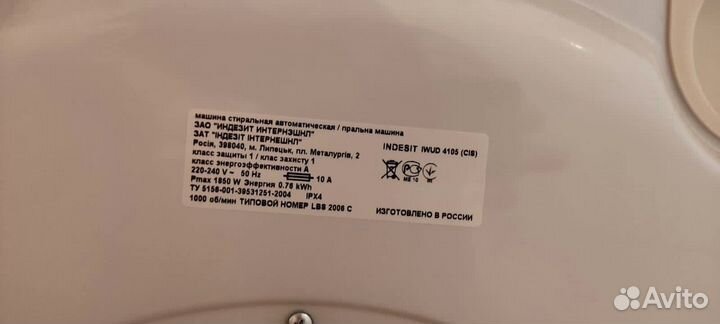 машина стиральная автоматическая / пральна машина
ЗАО "ИНДЕЗИТ ИНТЕРНЭШНЛ"
ЗАТ "ІНДЕЗІТ ІНТЕРНЕШНЛ"
Росія, 398040, м. Липецьк, пл. Металургів, 2
класс защиты 1 / клас захисту 1
класс энергоэффективности A
220-240 V ~ 50 Hz 10 A
Pmax 1850 W Энергия 0.76 kWh
ТУ 5156-001-39531251-2004 IPX4
1000 об/мин ТИПОВОЙ НОМЕР LBS 2006 C
INDESIT IWUD 4105 (CIS)
ИЗГОТОВЛЕНО В РОССИИ
Avito